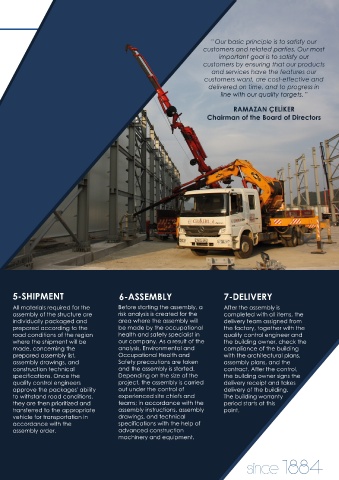 "Our basic principle is to satisfy our
customers and related parties. Our most
important goal is to satisfy our
customers by ensuring that our products
and services have the features our
customers want, are cost-effective and
delivered on time, and to progress in
line with our quality targets."
RAMAZAN ÇELİKER
Chairman of the Board of Directors
5-SHIPMENT
All materials required for the
assembly of the structure are
individually packaged and
prepared according to the
road conditions of the region
where the shipment will be
made, concerning the
prepared assembly list,
assembly drawings, and
construction technical
specifications. Once the
quality control engineers
approve the packages' ability
to withstand road conditions,
they are then prioritized and
transferred to the appropriate
vehicle for transportation in
accordance with the
assembly order.
6-ASSEMBLY
Before starting the assembly, a
risk analysis is created for the
area where the assembly will
be made by the occupational
health and safety specialist in
our company. As a result of the
analysis, Environmental and
Occupational Health and
Safety precautions are taken
and the assembly is started.
Depending on the size of the
project, the assembly is carried
out under the control of
experienced site chiefs and
teams; in accordance with the
assembly instructions, assembly
drawings, and technical
specifications with the help of
advanced construction
machinery and equipment.
7-DELIVERY
After the assembly is
completed with all items, the
delivery team assigned from
the factory, together with the
quality control engineer and
the building owner, check the
compliance of the building
with the architectural plans,
assembly plans, and the
contract. After the control,
the building owner signs the
delivery receipt and takes
delivery of the building.
The building warranty
period starts at this
point.
since 1884